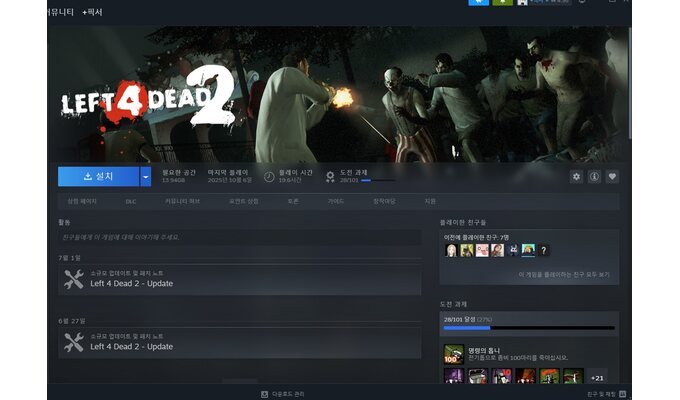 커뮤니티 +픽서
LEFT 4 DEAD 2
설치
필요한 공간
13.94GB
마지막 플레이
2025년 10월 6일
플레이 시간
19.6시간
도전 과제
28/101
상점 페이지 DLC 커뮤니티 허브 포인트 상점 토론 가이드 창작마당 지원
활동
친구들에게 이 게임에 대해 이야기해 주세요.
7월 1일
소규모 업데이트 및 패치 노트
Left 4 Dead 2 - Update
6월 27일
소규모 업데이트 및 패치 노트
Left 4 Dead 2 - Update
플레이한 친구들
이전에 플레이한 친구: 7명
?
이 게임을 플레이하는 친구 모두 보기
도전 과제
28/101 달성 (27%)
100
명령의 톱니
전기톱으로 좀비 100마리를 죽이십시오.
+21
다운로드 관리
친구 및 채팅